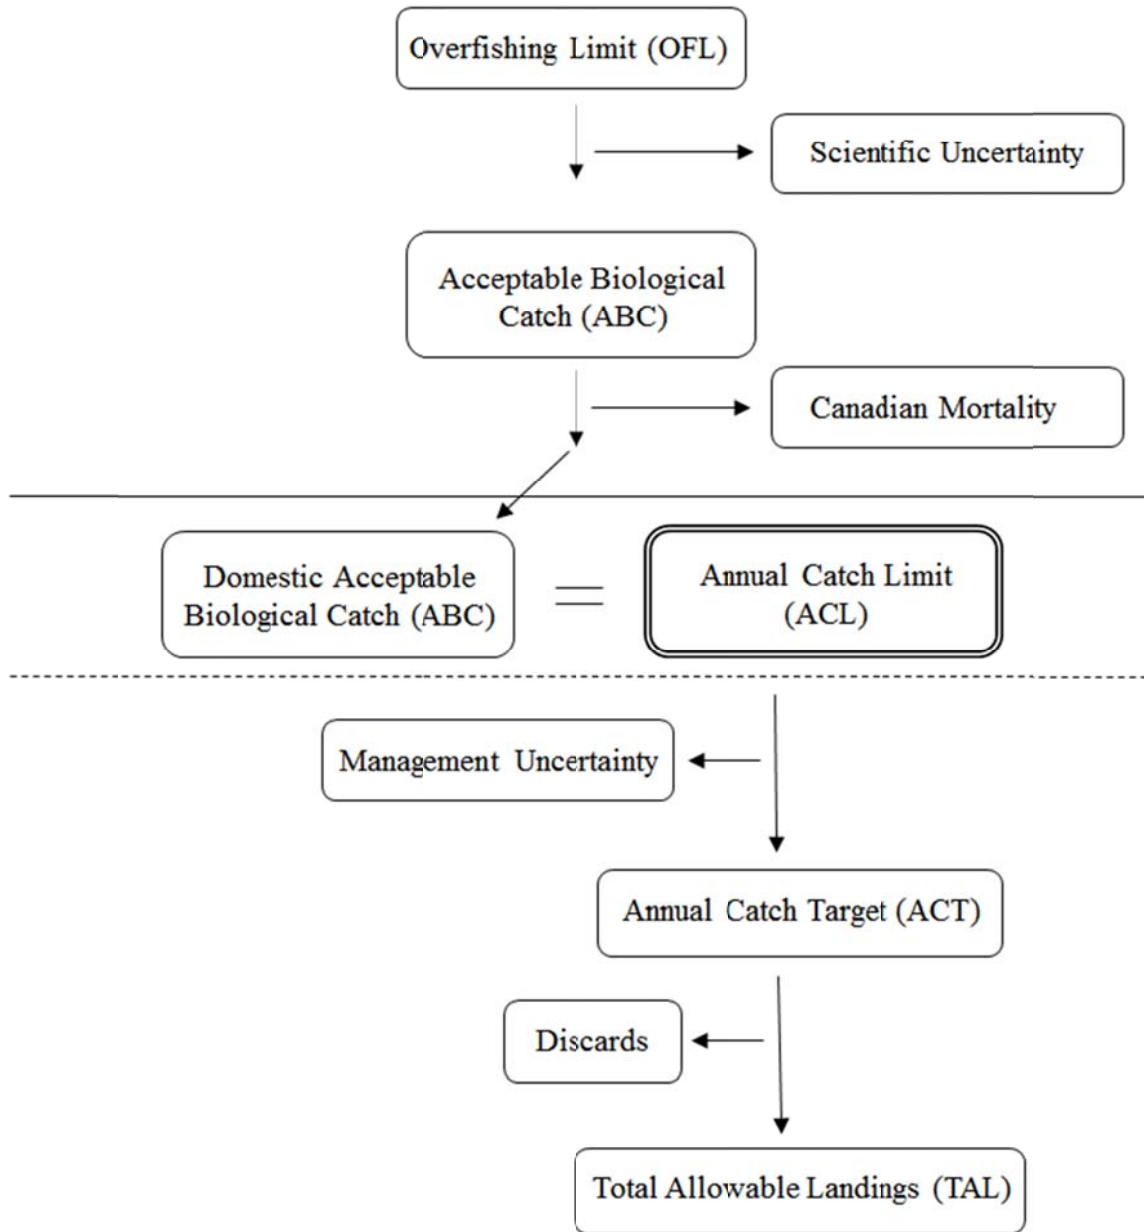 Overfishing Limit (OFL)
Scientific Uncertainty
Acceptable Biological
Catch (ABC)
Canadian Mortality
Domestic Acceptable
Biological Catch (ABC)
=
Annual Catch Limit
(ACL)
Management Uncertainty
Annual Catch Target (ACT)
Discards
Total Allowable Landings (TAL)